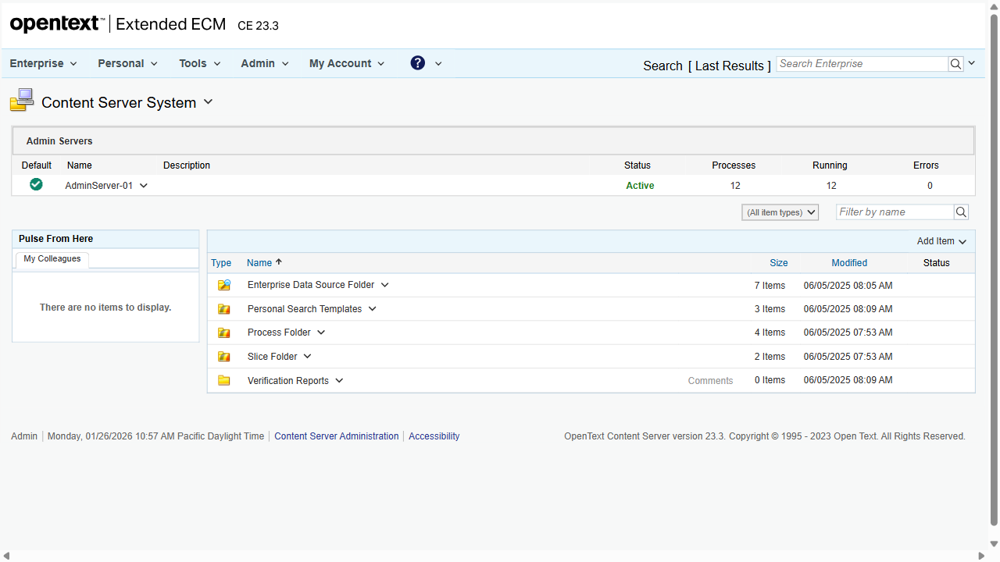 opentext™ | Extended ECM CE 23.3
Enterprise Personal Tools Admin My Account ? Search [ Last Results ] Search Enterprise
Content Server System
Admin Servers
Default Name Description Status Processes Running Errors
AdminServer-01 Active 12 12 0
(All item types) Filter by name
Pulse From Here
My Colleagues
There are no items to display.
Add Item
Type Name Size Modified Status
Enterprise Data Source Folder 7 Items 06/05/2025 08:05 AM
Personal Search Templates 3 Items 06/05/2025 08:09 AM
Process Folder 4 Items 06/05/2025 07:53 AM
Slice Folder 2 Items 06/05/2025 07:53 AM
Verification Reports Comments 0 Items 06/05/2025 08:09 AM
Admin | Monday, 01/26/2026 10:57 AM Pacific Daylight Time | Content Server Administration | Accessibility OpenText Content Server version 23.3. Copyright © 1995 - 2023 Open Text. All Rights Reserved.